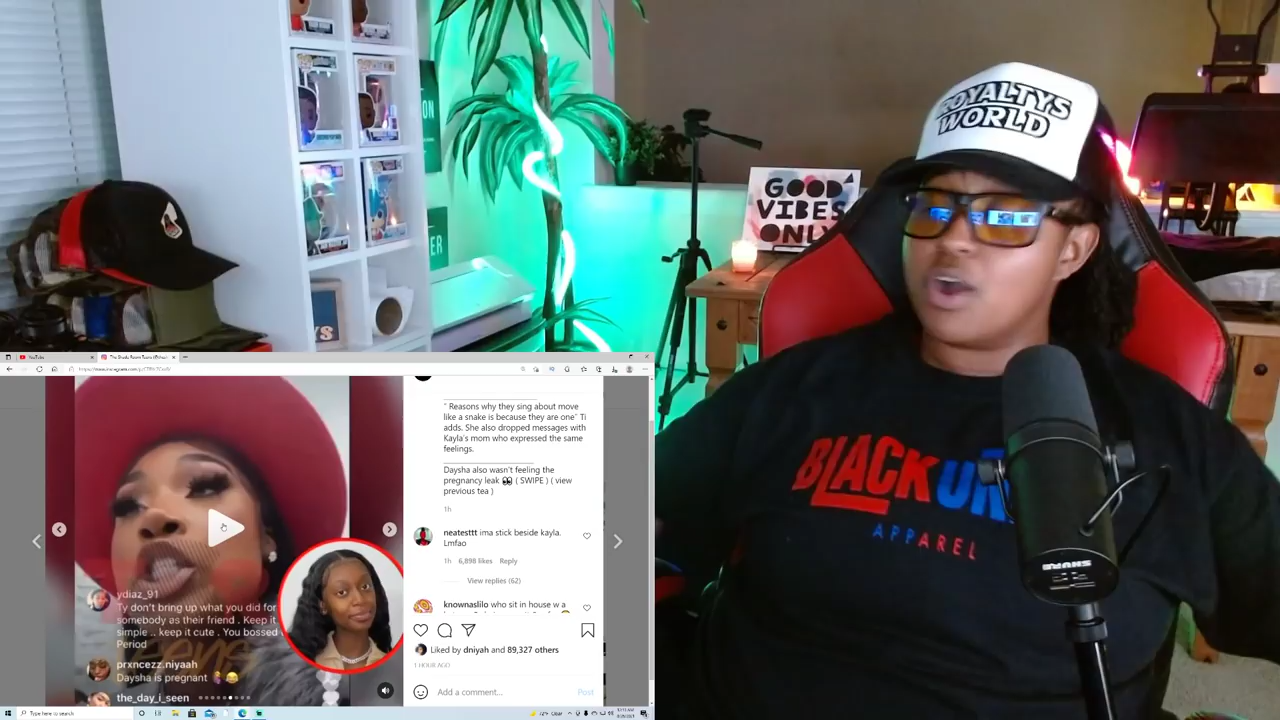 ROYALTYS
WORLD
GOOD
VIBES
ONLY
BLACK
APPAREL
SHURE
YouTube
" Reasons why they sing about move
like a snake is because they are one" Ti
adds. She also dropped messages with
Kayla's mom who expressed the same
feelings.
Daysha also wasn't feeling the
pregnancy leak 👀 ( SWIPE ) ( view
previous tea )
1h
neatesttt ima stick beside kayla.
Lmfao
1h 6,898 likes Reply
View replies (62)
knownaslilo who sit in house w a
Liked by dniyah and 89,327 others
1 HOUR AGO
Add a comment... Post
ydiaz_91
Ty don't bring up what you did for
somebody as their friend . Keep it
simple .. keep it cute . You bossed
Period
prxncezz.niyaah
Daysha is pregnant 🤰😂
the_day_i_seen
Type here to search